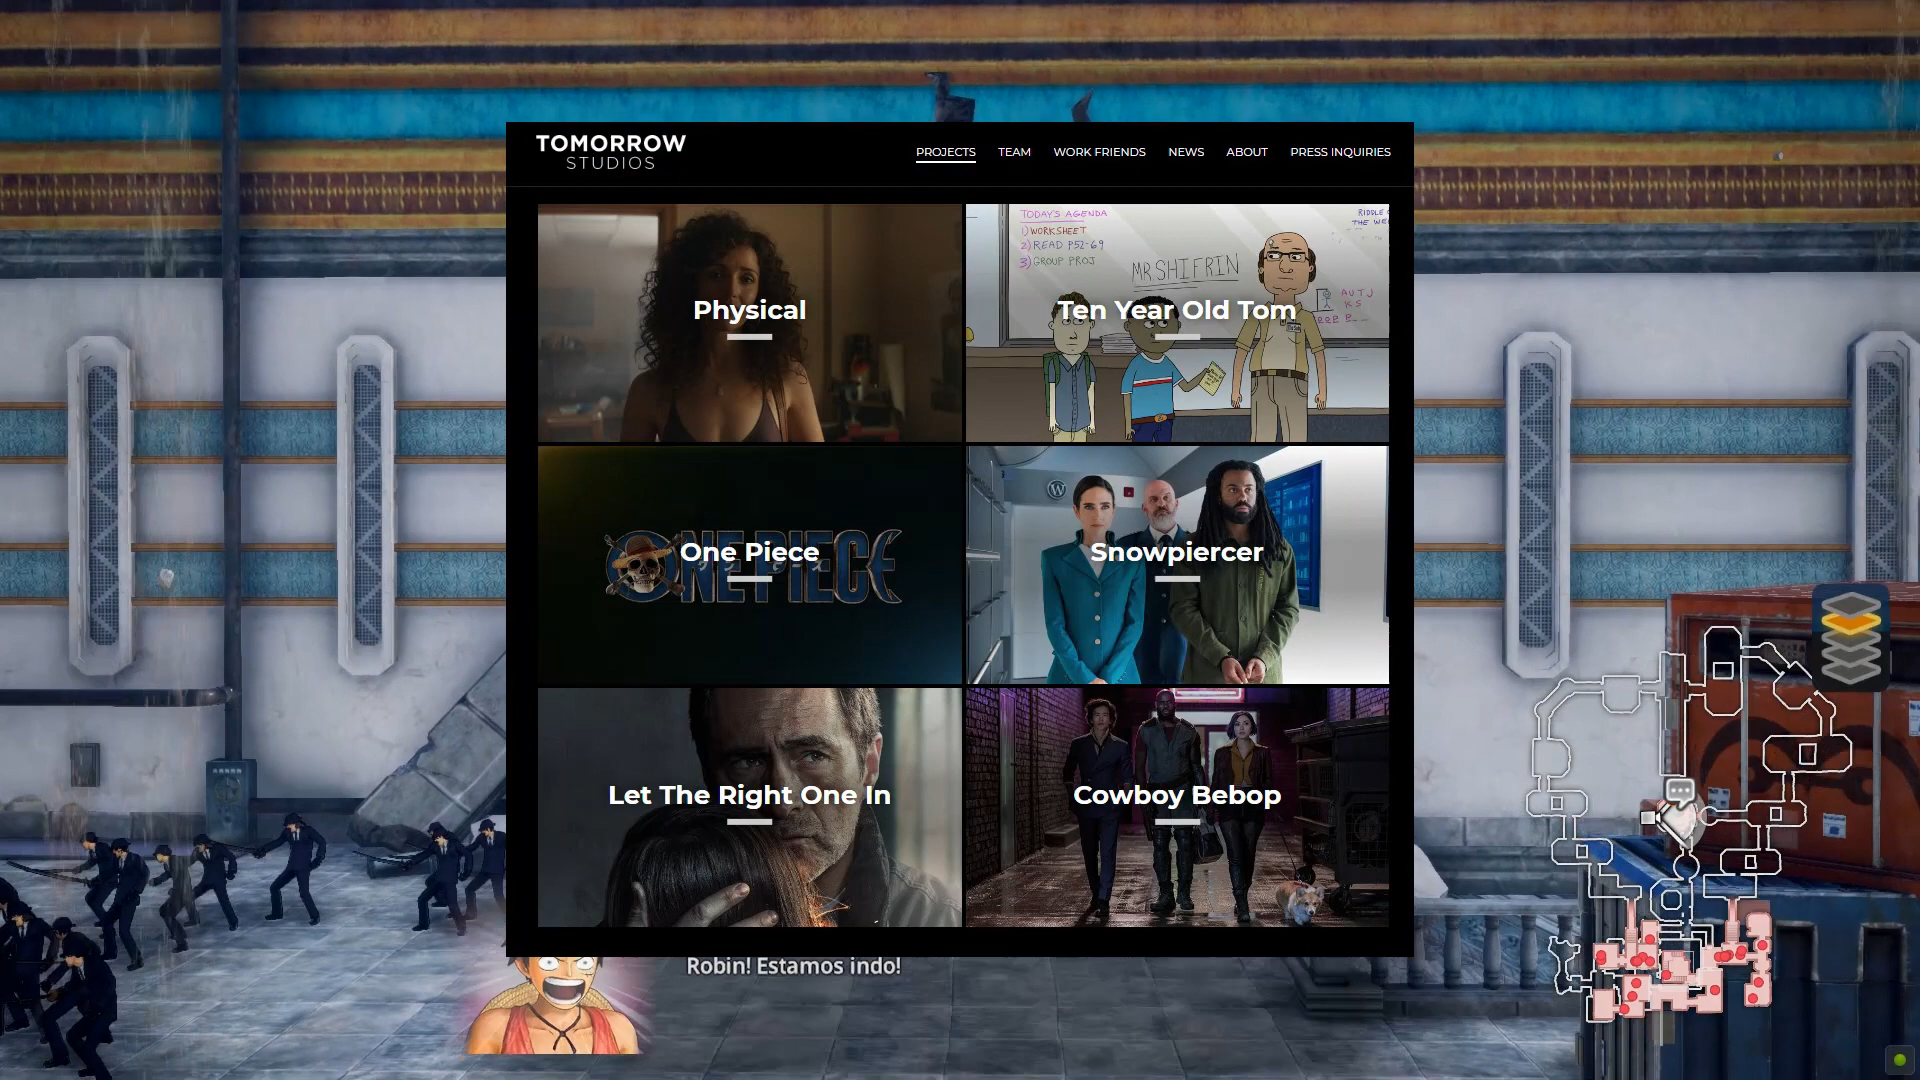 TOMORROW
STUDIOS
PROJECTS
TEAM
WORK FRIENDS
NEWS
ABOUT
PRESS INQUIRIES
TODAY'S AGENDA
1) WORKSHEET
2) READ P52-69
3) GROUP PROJ
MR. SHIFRIN
Physical
Ten Year Old Tom
ONE PIECE
One Piece
W
Snowpiercer
Let The Right One In
Cowboy Bebop
Robin! Estamos indo!